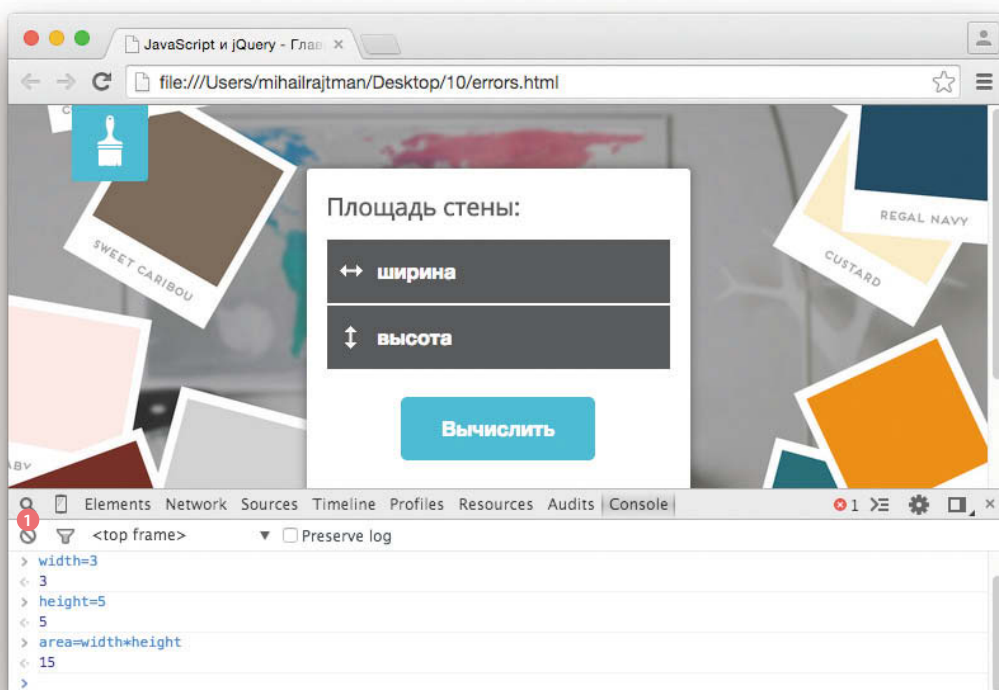 JavaScript и jQuery - Глав
file:///Users/mihailrajtman/Desktop/10/errors.html
SWEET CARIBOU
REGAL NAVY
CUSTARD
Площадь стены:
ширина
высота
Вычислить
Elements Network Sources Timeline Profiles Resources Audits Console
1
1
<top frame> Preserve log
> width=3
3
> height=5
5
> area=width*height
15
>